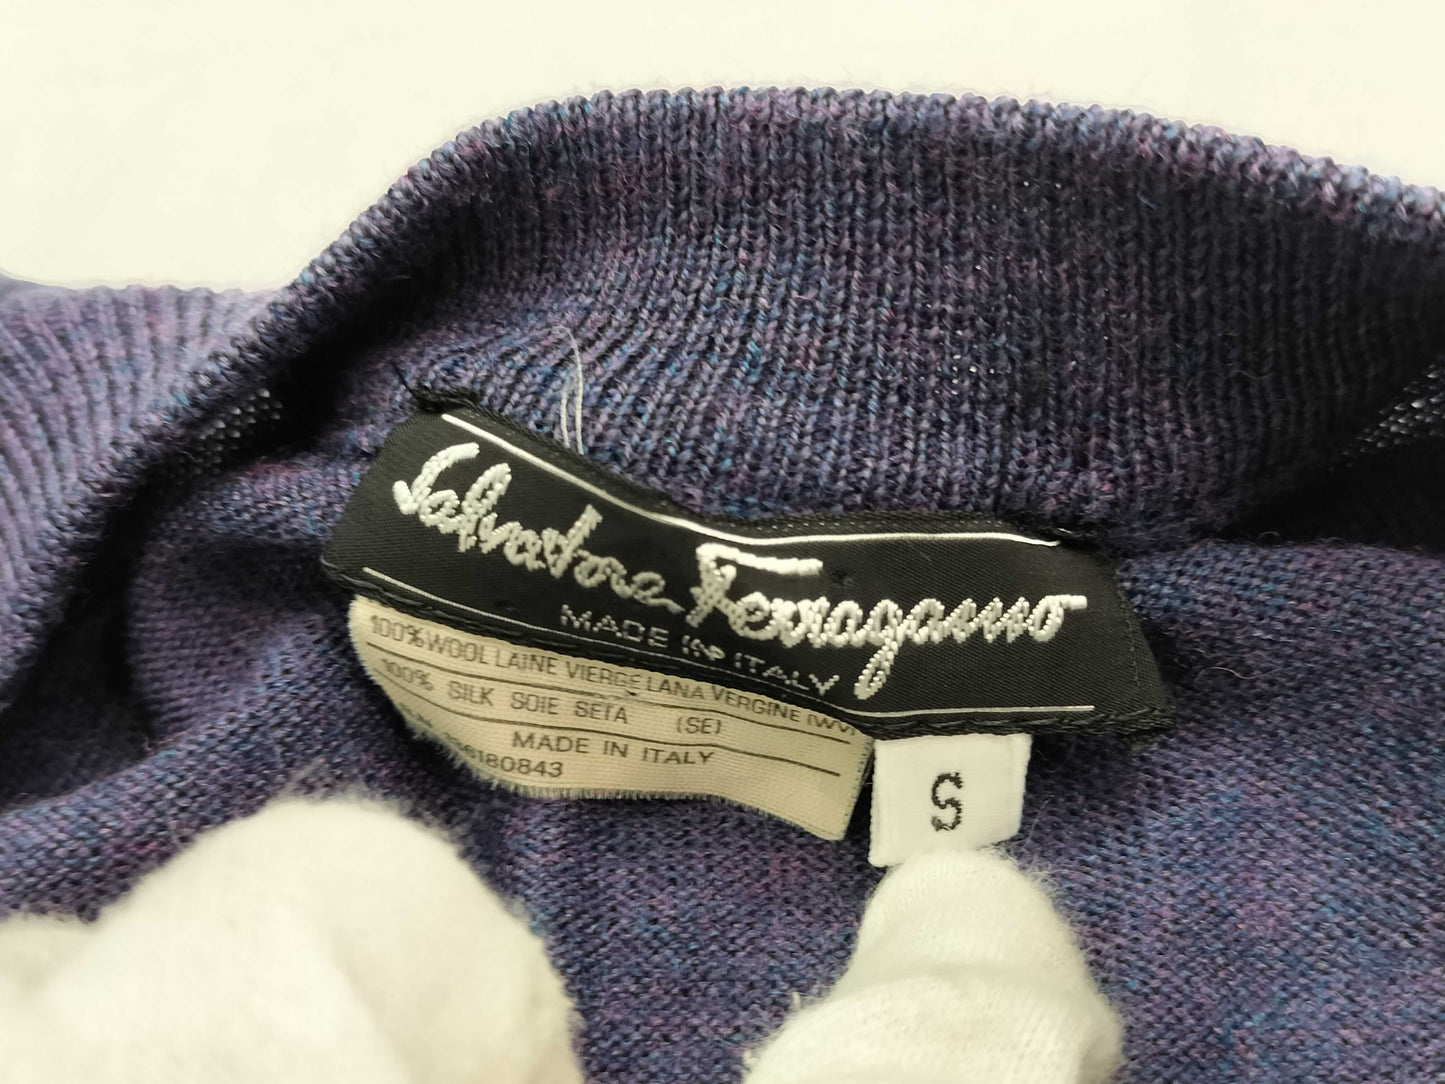 Salvatore Ferragamo
MADE IN ITALY
100% WOOL LAINE VIERGE LANA VERGINE (WV)
100% SILK SOIE SETA (SE)
MADE IN ITALY
S